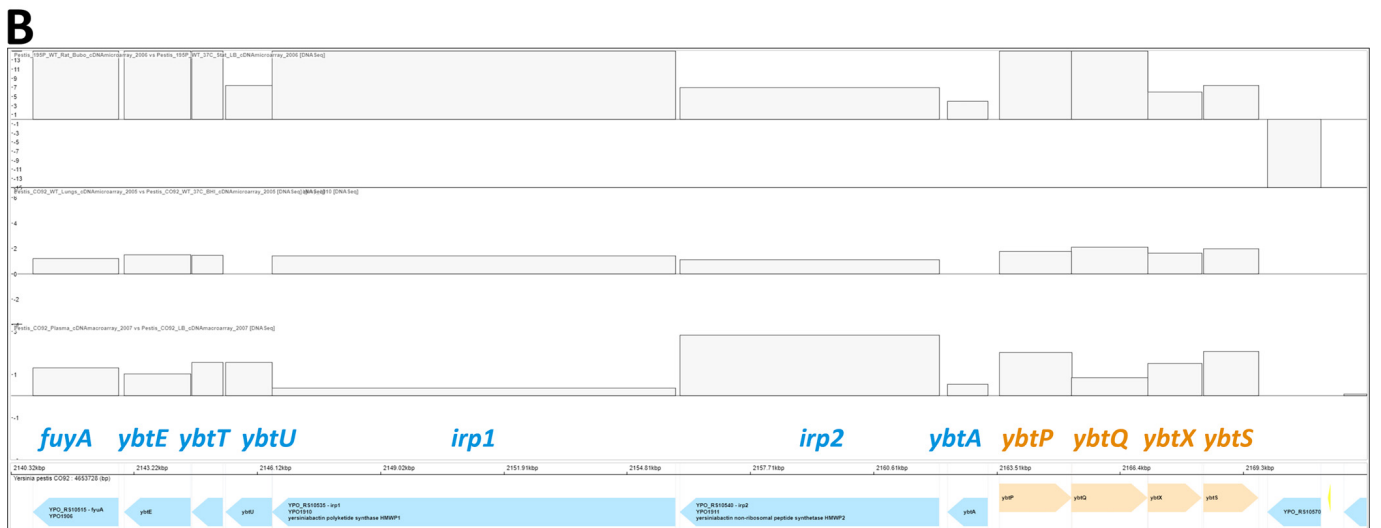 B
Pestis_195P_WT_Rat_Bubo_cDNAmicroarray_2006 vs Pestis_195P_WT_37C_Stat_LB_cDNAmicroarray_2006 [DNASeq]
13
11
9
7
5
3
1
-1
-3
-5
-7
-9
-11
-13
-15
Pestis_CO92_WT_Lungs_cDNAmicroarray_2005 vs Pestis_CO92_WT_37C_BHI_cDNAmicroarray_2005 [DNASeq]
6
4
2
0
-2
Pestis_CO92_Plasma_cDNAmacroarray_2007 vs Pestis_CO92_LB_cDNAmacroarray_2007 [DNASeq]
3
1
-1
fuyA ybtE ybtT ybtU irp1 irp2 ybtA ybtP ybtQ ybtX ybtS
2140.32kbp 2143.22kbp 2146.12kbp 2149.02kbp 2151.91kbp 2154.81kbp 2157.71kbp 2160.61kbp 2163.51kbp 2166.4kbp 2169.3kbp
Yersinia pestis CO92 : 4653728 (bp)
YPO_RS10515 - fyuA
YPO1906
ybtE
ybtU
YPO_RS10535 - irp1
YPO1910
yersiniabactin polyketide synthase HMWP1
YPO_RS10540 - irp2
YPO1911
yersiniabactin non-ribosomal peptide synthetase HMWP2
ybtA
ybtP
ybtQ
ybtX
ybtS
YPO_RS10570